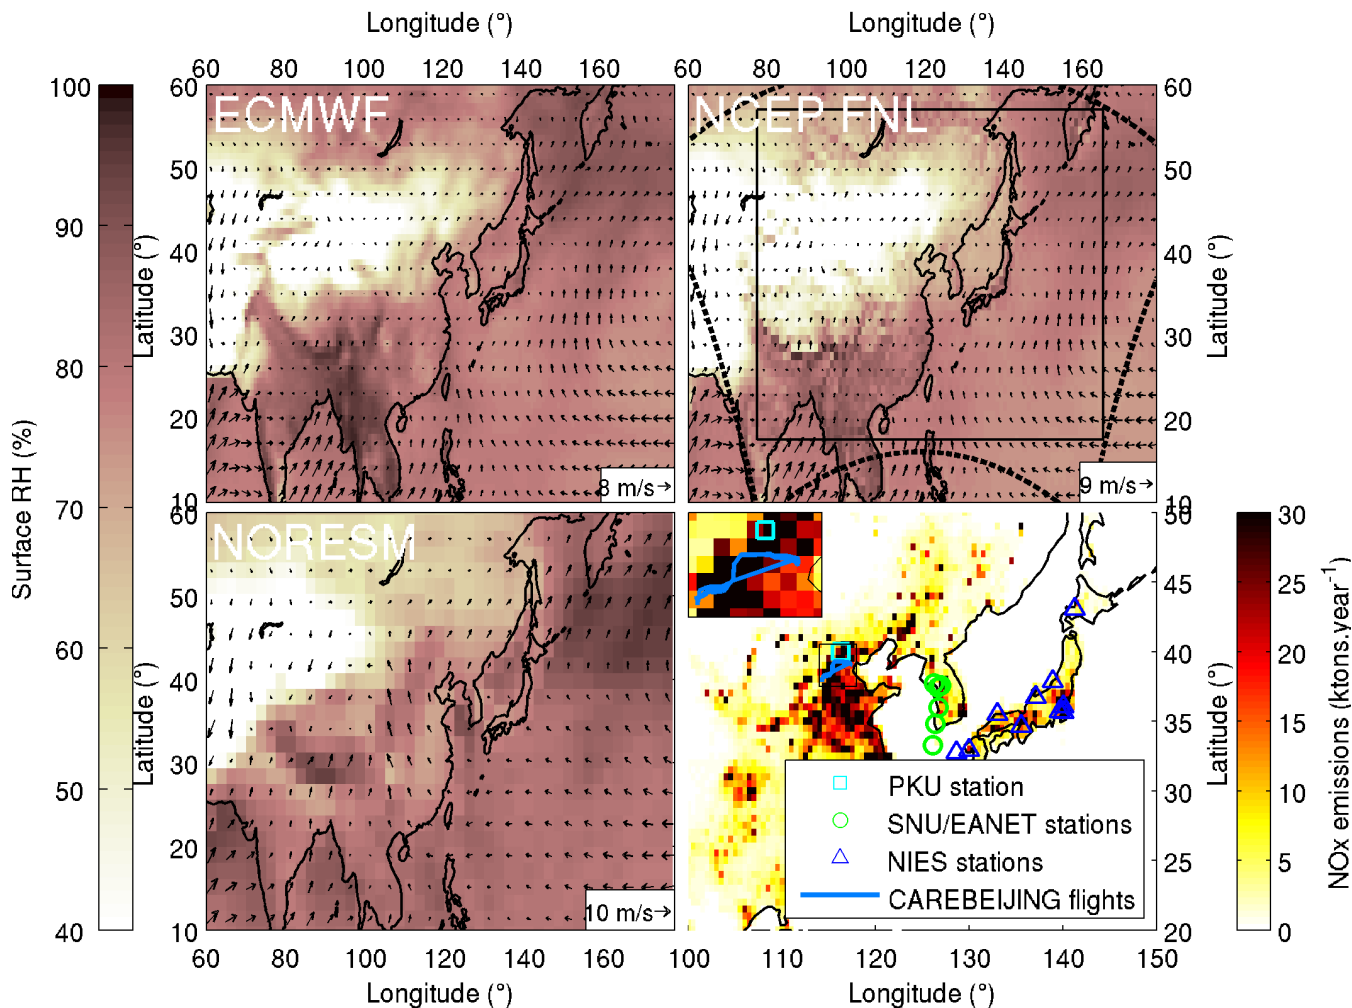 Longitude (°)
Longitude (°)
60 80 100 120 140 160
60 80 100 120 140 160
100
90
80
70
60
50
40
Surface RH (%)
Latitude (°)
60
50
40
30
20
10
ECMWF
8 m/s
NCEP FNL
9 m/s
60
50
40
30
20
10
Latitude (°)
Latitude (°)
60
50
40
30
20
10
NORESM
10 m/s
60 80 100 120 140 160
Longitude (°)
PKU station
SNU/EANET stations
NIES stations
CAREBEIJING flights
50
45
40
35
30
25
20
Latitude (°)
100 110 120 130 140 150
Longitude (°)
30
25
20
15
10
5
0
NOx emissions (ktons.year⁻¹)